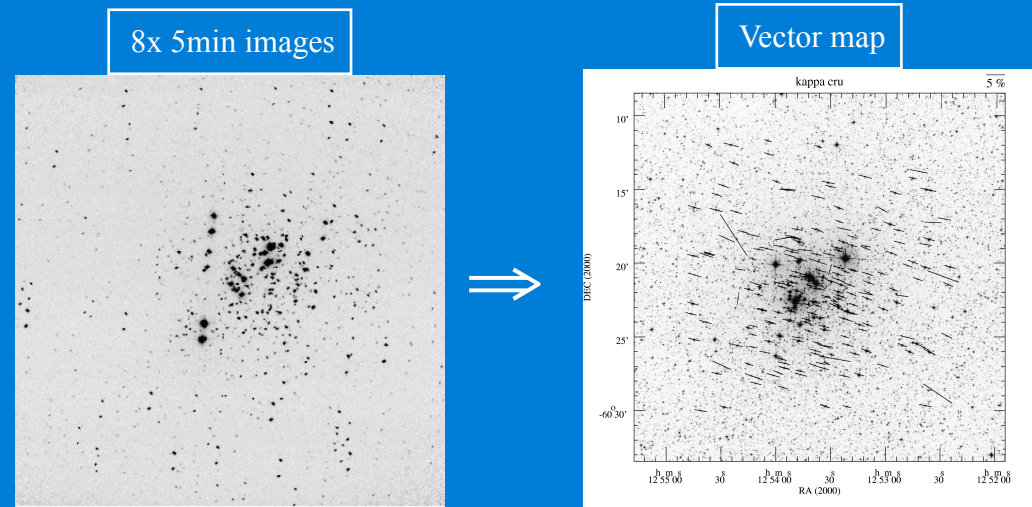 8x 5min images
Vector map
kappa cru
5 %
10'
15'
20'
25'
-60° 30'
DEC (2000)
h m s
12 55 00
s
30
h m s
12 54 00
s
30
h m s
12 53 00
s
30
h m s
12 52 00
RA (2000)